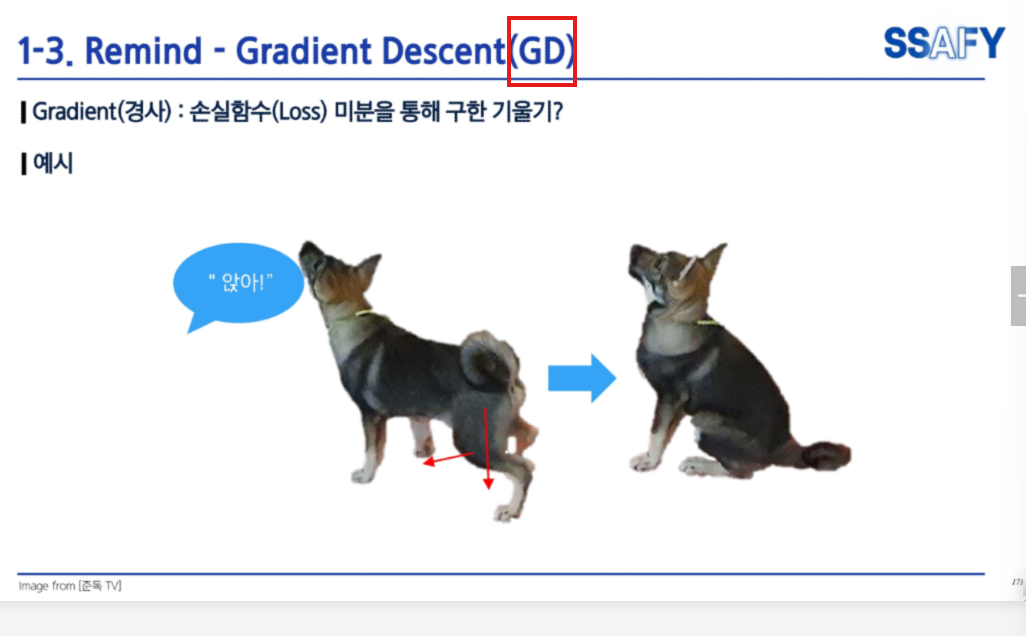 1-3. Remind - Gradient Descent(GD)
SSAFY
Gradient(경사) : 손실함수(Loss) 미분을 통해 구한 기울기?
예시
“ 앉아!”
Image from [준독 TV]